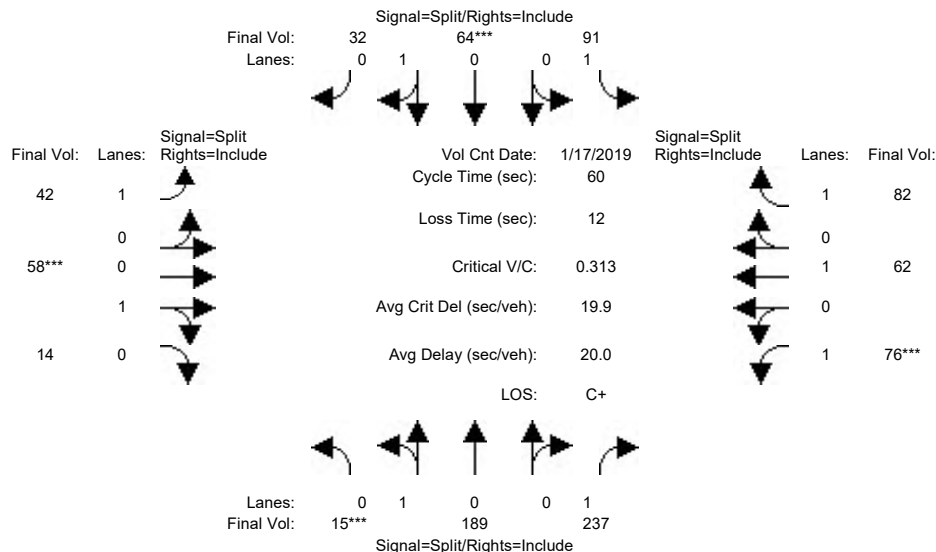 Signal=Split/Rights=Include
Final Vol: 32 64*** 91
Lanes: 0 1 0 0 1
Signal=Split
Rights=Include
Final Vol: Lanes:
Vol Cnt Date: 1/17/2019
Signal=Split
Rights=Include
Lanes: Final Vol:
Cycle Time (sec): 60
42 1
1 82
Loss Time (sec): 12
0
0
58*** 0
Critical V/C: 0.313
1 62
1
Avg Crit Del (sec/veh): 19.9
0
14 0
Avg Delay (sec/veh): 20.0
1 76***
LOS: C+
Lanes: 0 1 0 0 1
Final Vol: 15*** 189 237
Signal=Split/Rights=Include